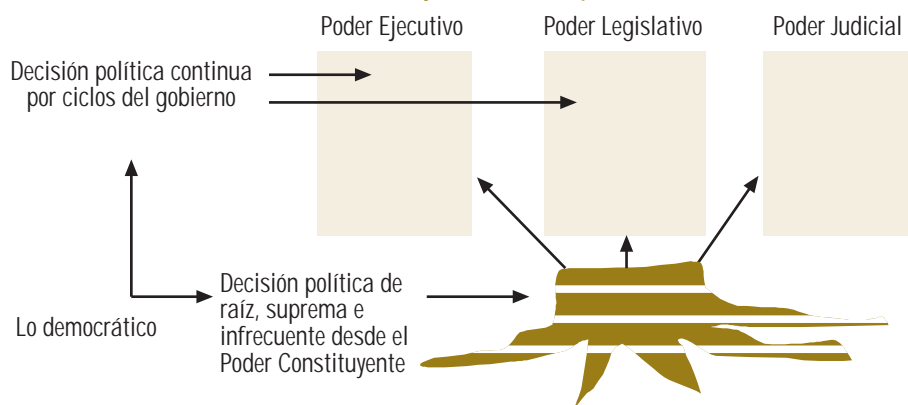 Poder Ejecutivo
Poder Legislativo
Poder Judicial
Decisión política continua
por ciclos del gobierno
Decisión política de
raíz, suprema e
infrecuente desde el
Poder Constituyente
Lo democrático